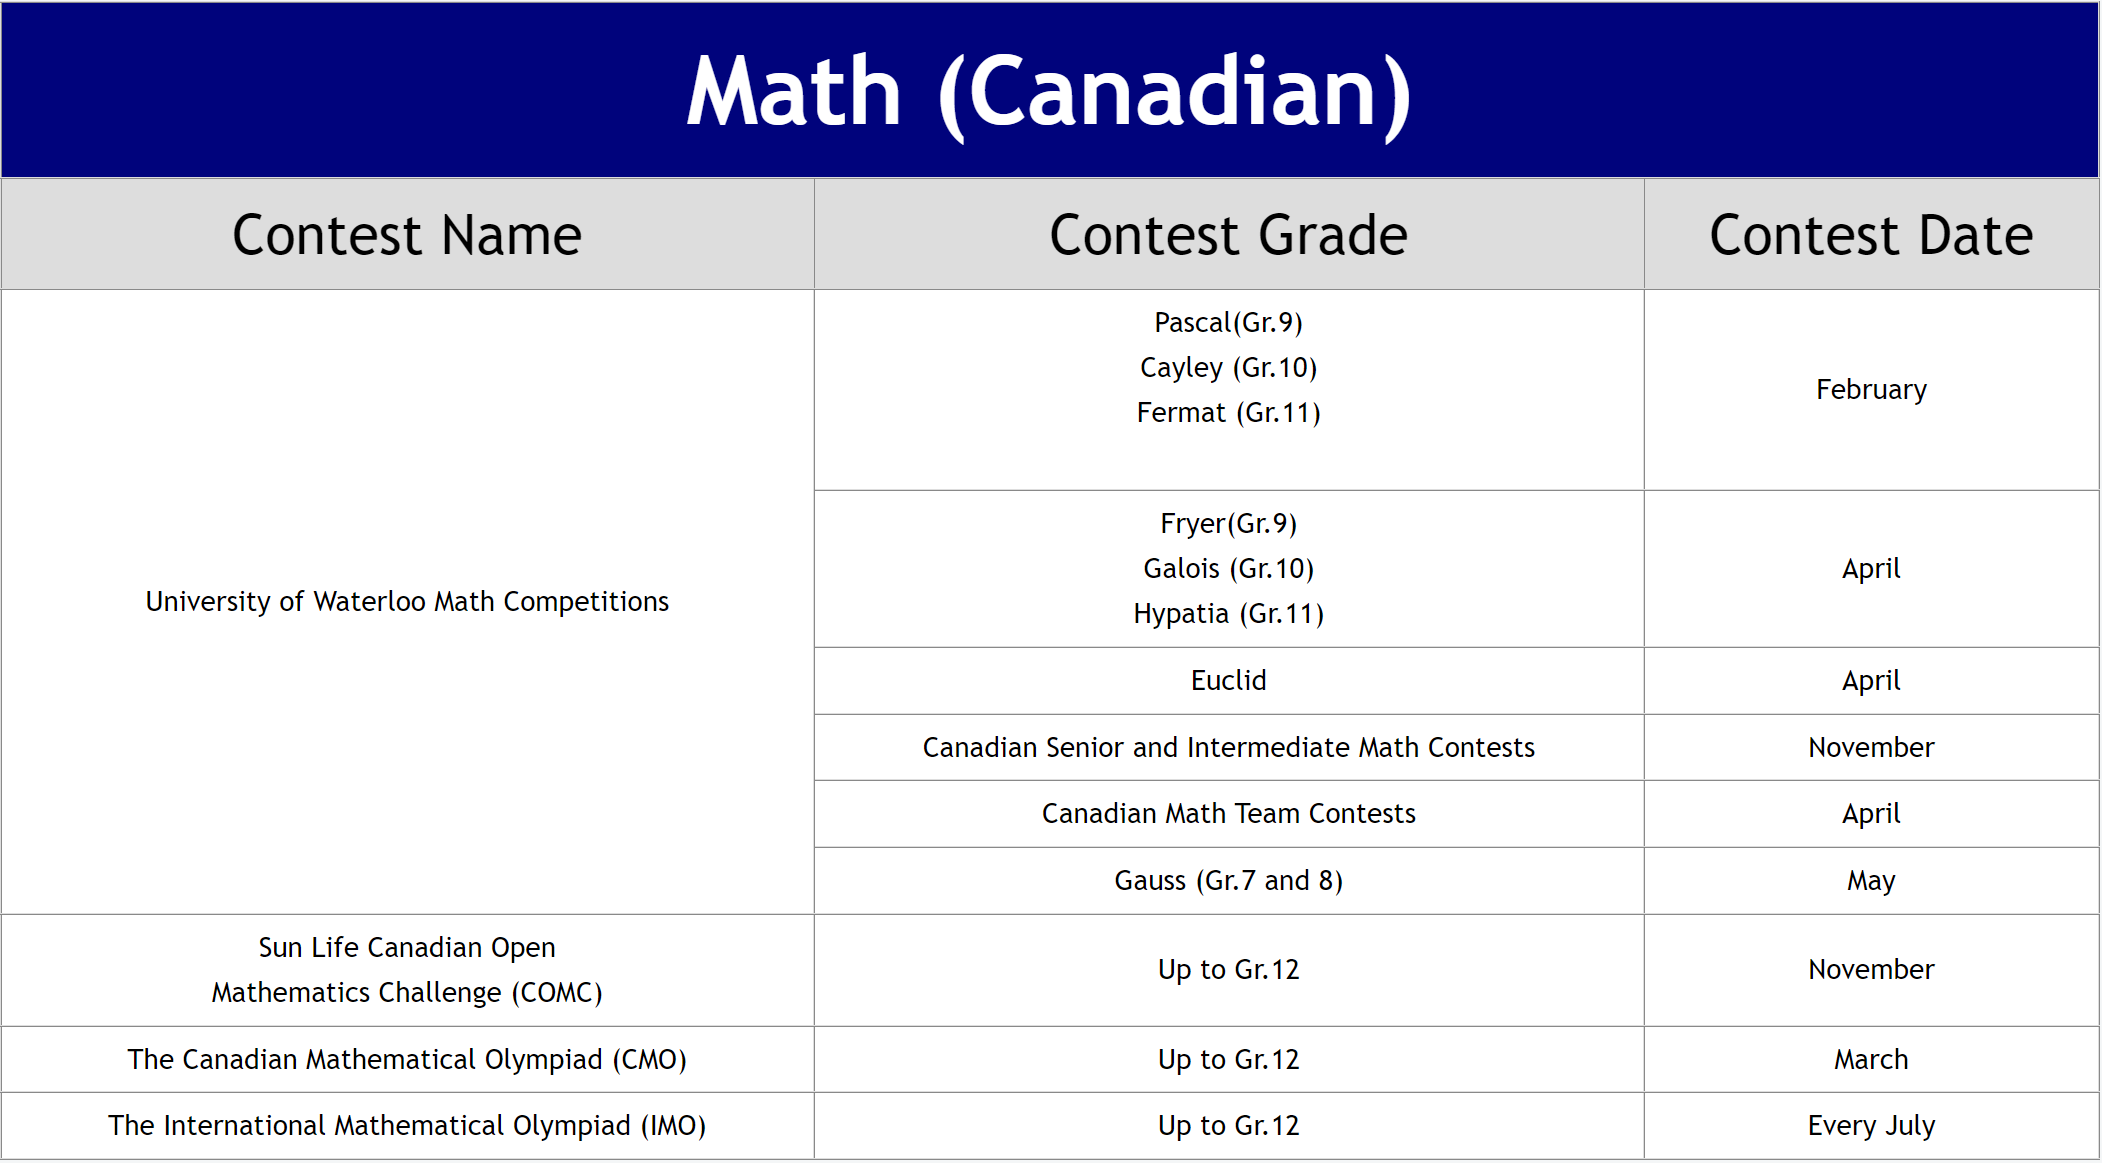 Math (Canadian)
Contest Name
Contest Grade
Contest Date
University of Waterloo Math Competitions
Pascal(Gr.9)
Cayley (Gr.10)
Fermat (Gr.11)
February
Fryer(Gr.9)
Galois (Gr.10)
Hypatia (Gr.11)
April
Euclid
April
Canadian Senior and Intermediate Math Contests
November
Canadian Math Team Contests
April
Gauss (Gr.7 and 8)
May
Sun Life Canadian Open
Mathematics Challenge (COMC)
Up to Gr.12
November
The Canadian Mathematical Olympiad (CMO)
Up to Gr.12
March
The International Mathematical Olympiad (IMO)
Up to Gr.12
Every July